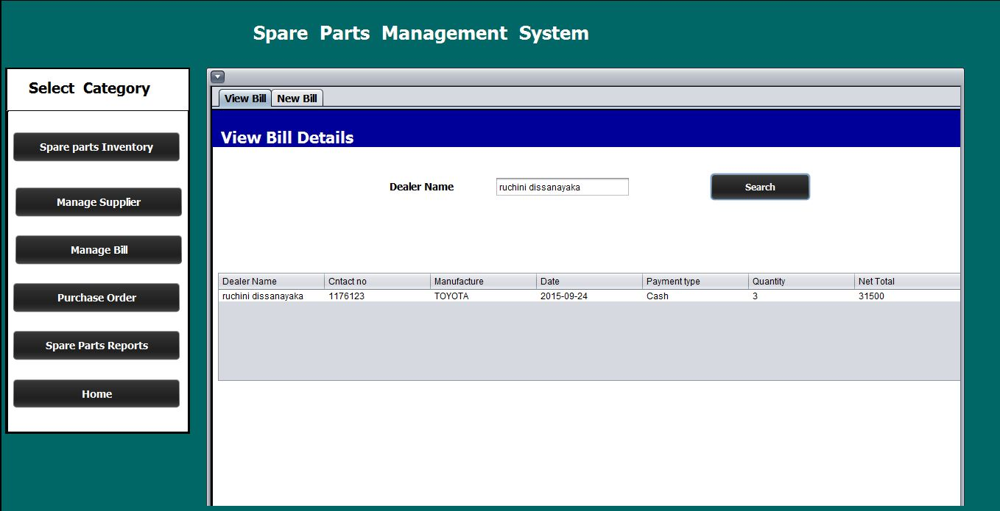 Spare Parts Management System
Select Category
Spare parts Inventory
Manage Supplier
Manage Bill
Purchase Order
Spare Parts Reports
Home
View Bill New Bill
View Bill Details
Dealer Name ruchini dissanayaka Search
Dealer Name Cntact no Manufacture Date Payment type Quantity Net Total
ruchini dissanayaka 1176123 TOYOTA 2015-09-24 Cash 3 31500